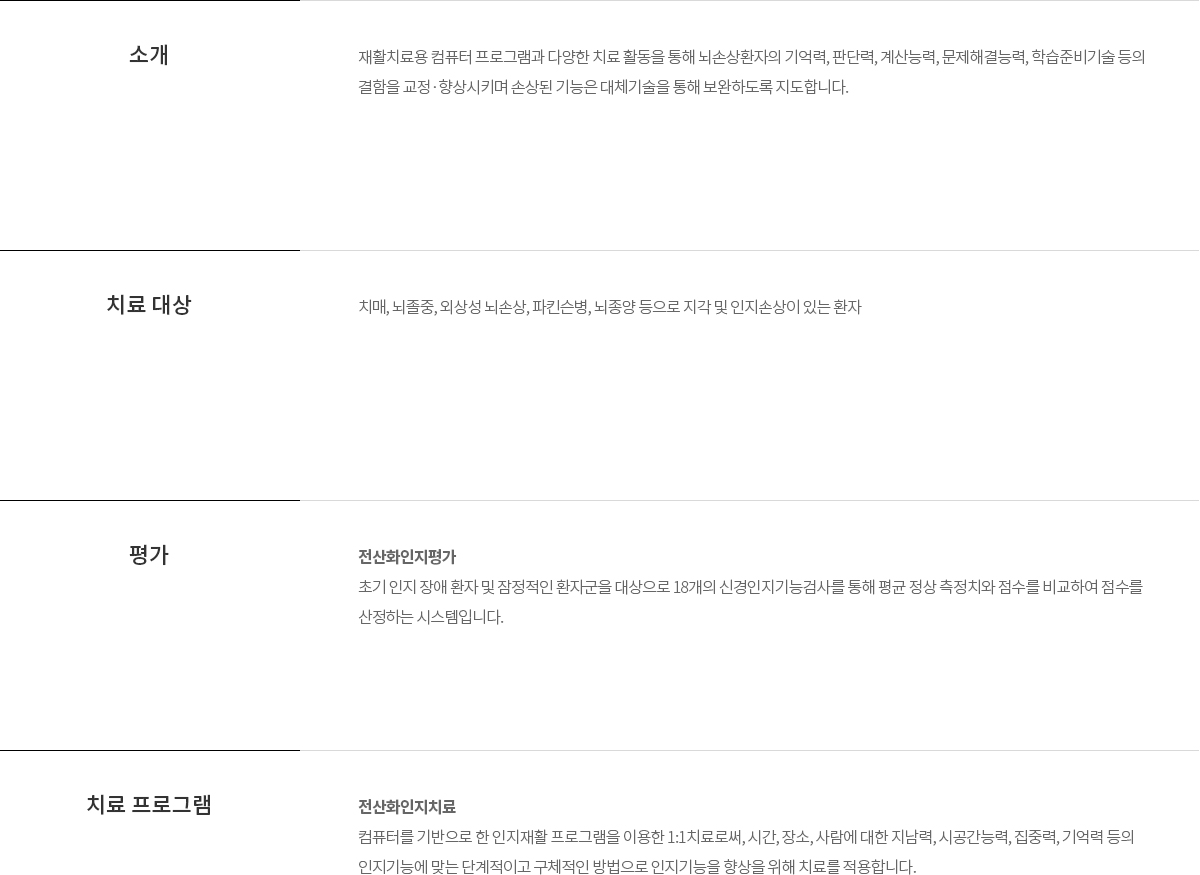 소개
재활치료용 컴퓨터 프로그램과 다양한 치료 활동을 통해 뇌손상환자의 기억력, 판단력, 계산능력, 문제해결능력, 학습준비기술 등의
결함을 교정·향상시키며 손상된 기능은 대체기술을 통해 보완하도록 지도합니다.
치료 대상
치매, 뇌졸중, 외상성 뇌손상, 파킨슨병, 뇌종양 등으로 지각 및 인지손상이 있는 환자
평가
전산화인지평가
초기 인지 장애 환자 및 잠정적인 환자군을 대상으로 18개의 신경인지기능검사를 통해 평균 정상 측정치와 점수를 비교하여 점수를
산정하는 시스템입니다.
치료 프로그램
전산화인지치료
컴퓨터를 기반으로 한 인지재활 프로그램을 이용한 1:1치료로써, 시간, 장소, 사람에 대한 지남력, 시공간능력, 집중력, 기억력 등의
인지기능에 맞는 단계적이고 구체적인 방법으로 인지기능을 향상을 위해 치료를 적용합니다.